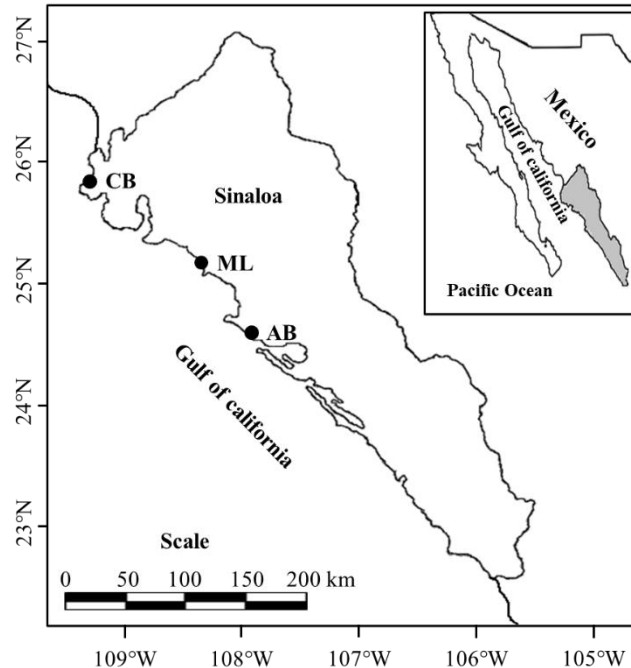 27°N
26°N
25°N
24°N
23°N
CB
Sinaloa
ML
AB
Gulf of california
Mexico
Gulf of california
Pacific Ocean
Scale
0 50 100 150 200 km
109°W 108°W 107°W 106°W 105°W